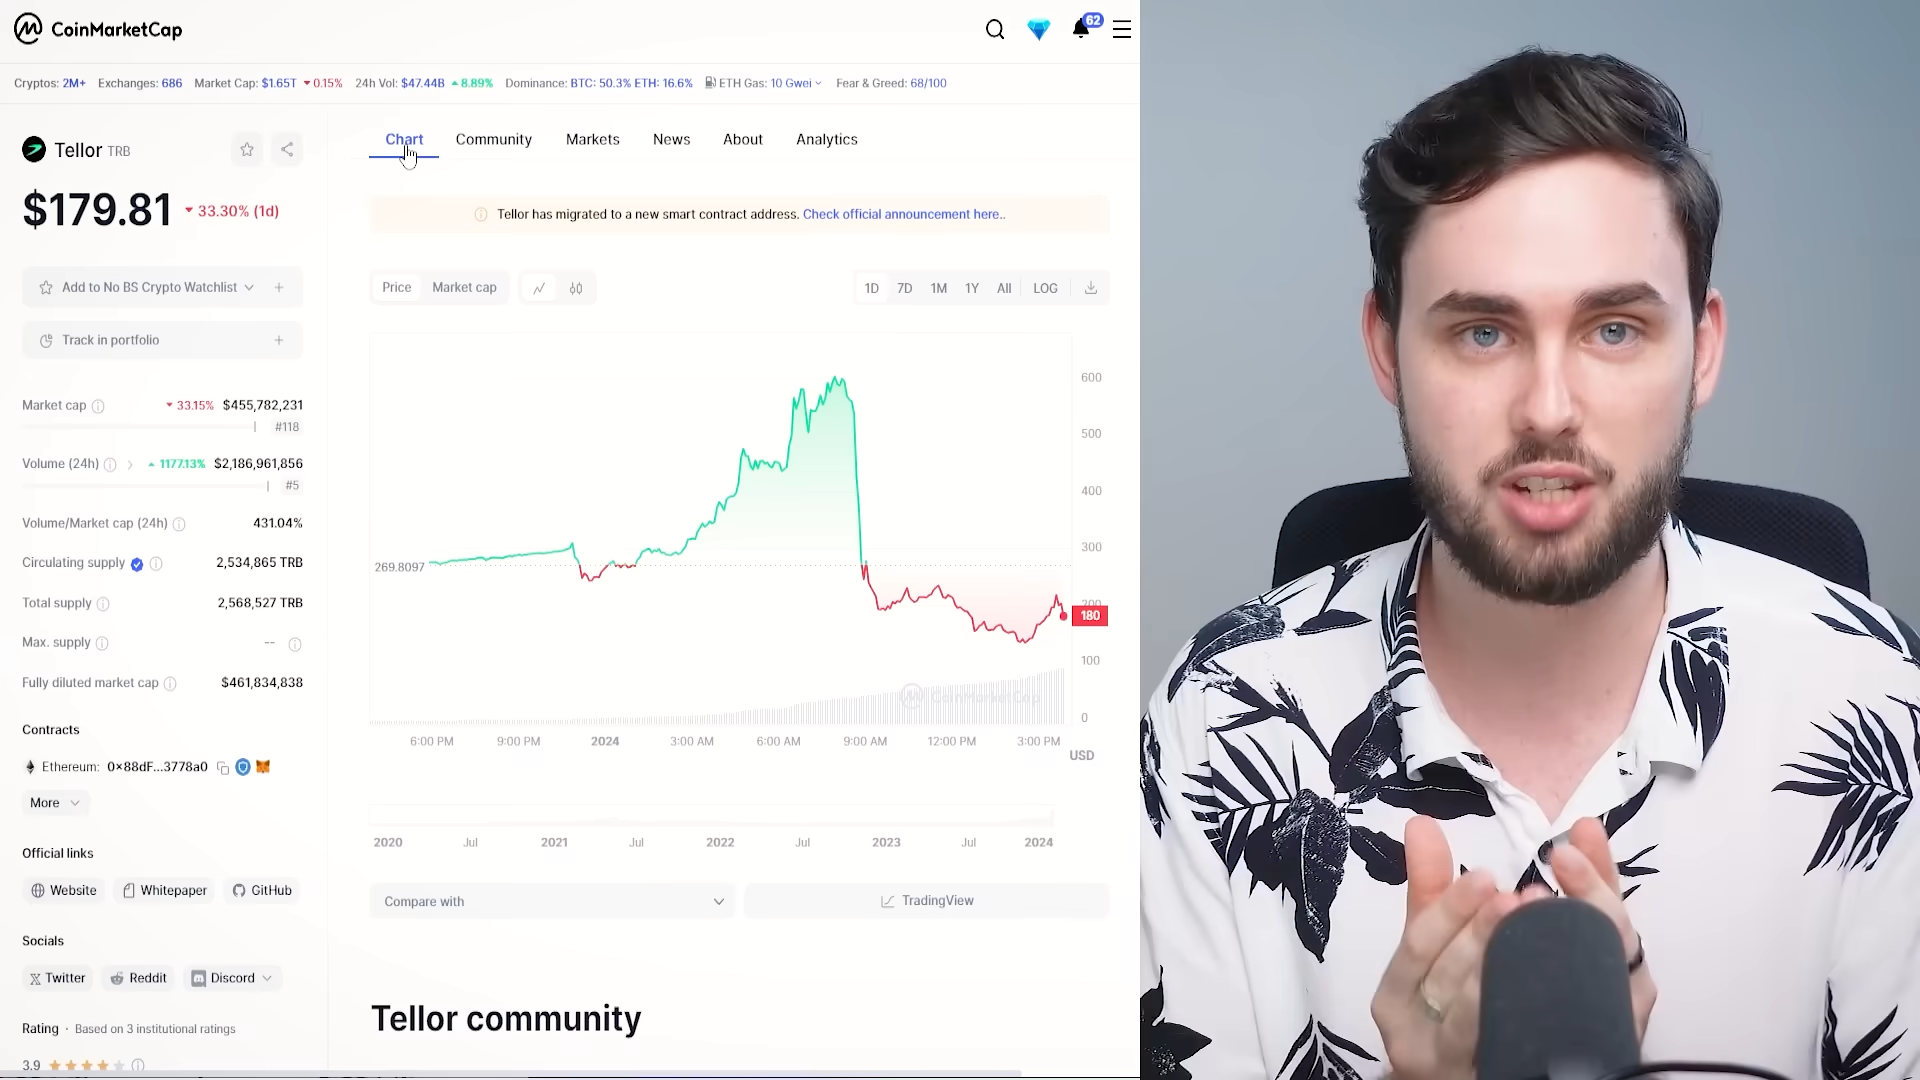 CoinMarketCap
62
Cryptos: 2M+ Exchanges: 686 Market Cap: $1.65T 0.15% 24h Vol: $47.44B 8.89% Dominance: BTC: 50.3% ETH: 16.6% ETH Gas: 10 Gwei Fear & Greed: 68/100
Tellor TRB
$179.81 33.30% (1d)
Add to No BS Crypto Watchlist +
Track in portfolio +
Market cap 33.15% $455,782,231
#118
Volume (24h) 1177.13% $2,186,961,856
#5
Volume/Market cap (24h) 431.04%
Circulating supply 2,534,865 TRB
Total supply 2,568,527 TRB
Max. supply --
Fully diluted market cap $461,834,838
Contracts
Ethereum: 0x88dF...3778a0
More
Official links
Website Whitepaper GitHub
Socials
Twitter Reddit Discord
Rating · Based on 3 institutional ratings
3.9
Chart Community Markets News About Analytics
Tellor has migrated to a new smart contract address. Check official announcement here..
Price Market cap 1D 7D 1M 1Y All LOG
600
500
400
300
269.8097
200
180
100
CoinMarketCap
0
6:00 PM 9:00 PM 2024 3:00 AM 6:00 AM 9:00 AM 12:00 PM 3:00 PM
USD
2020 Jul 2021 Jul 2022 Jul 2023 Jul 2024
Compare with TradingView
Tellor community